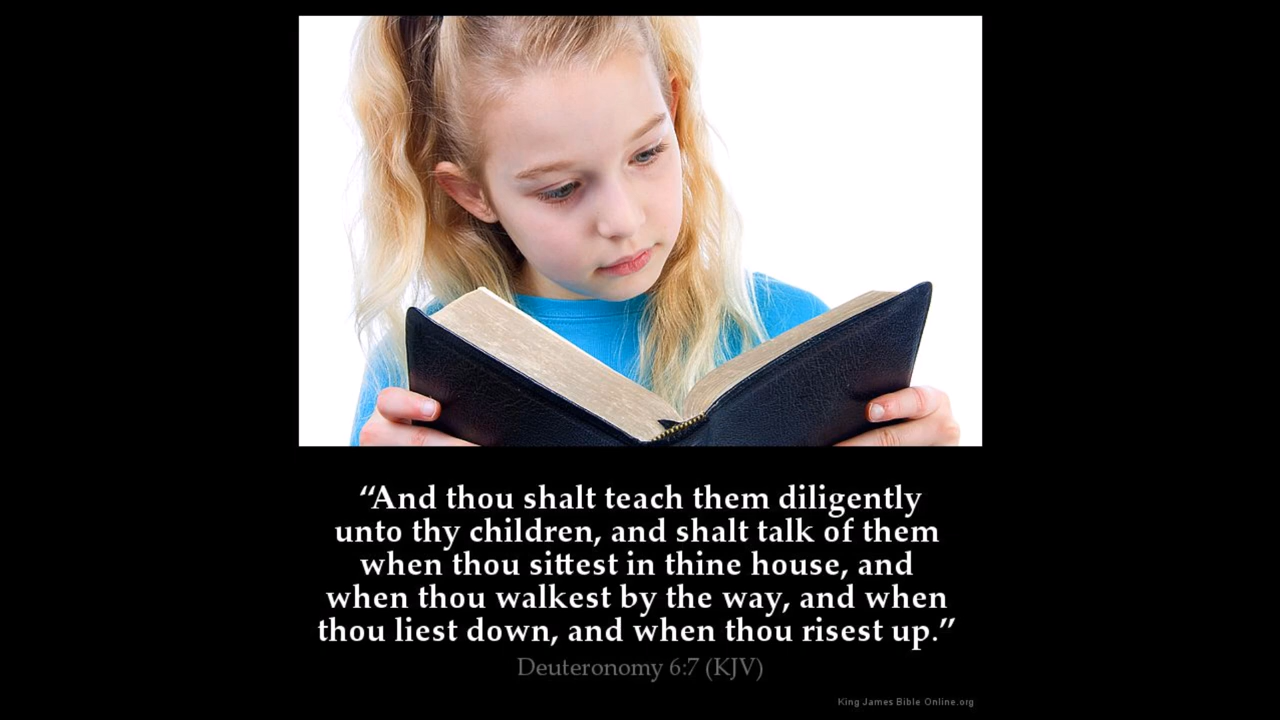 “And thou shalt teach them diligently
unto thy children, and shalt talk of them
when thou sittest in thine house, and
when thou walkest by the way, and when
thou liest down, and when thou risest up.”
Deuteronomy 6:7 (KJV)
King James Bible Online.org